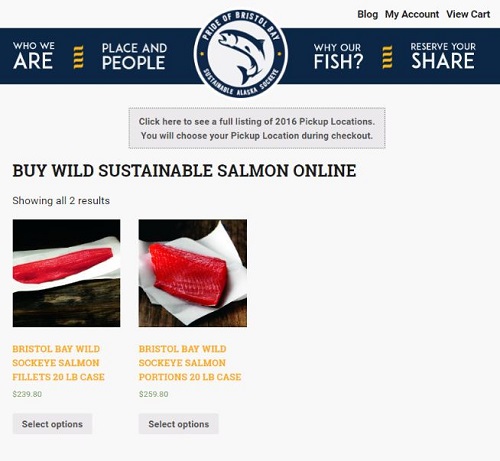 Blog My Account View Cart
WHO WE
ARE
PLACE AND
PEOPLE
PRIDE OF BRISTOL BAY
SUSTAINABLE ALASKA SOCKEYE
WHY OUR
FISH?
RESERVE YOUR
SHARE
Click here to see a full listing of 2016 Pickup Locations.
You will choose your Pickup Location during checkout.
BUY WILD SUSTAINABLE SALMON ONLINE
Showing all 2 results
BRISTOL BAY WILD
SOCKEYE SALMON
FILLETS 20 LB CASE
$239.80
Select options
BRISTOL BAY WILD
SOCKEYE SALMON
PORTIONS 20 LB CASE
$259.80
Select options